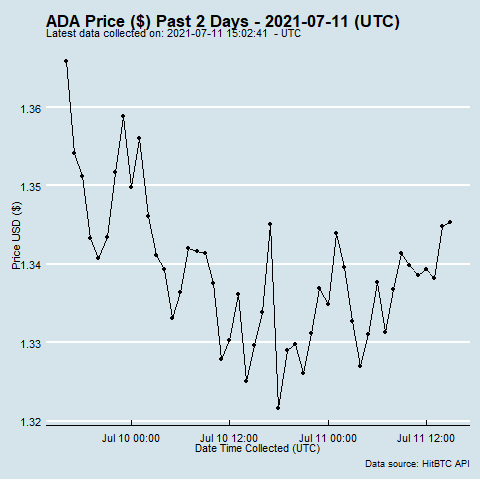 ADA Price ($) Past 2 Days - 2021-07-11 (UTC)
Latest data collected on: 2021-07-11 15:02:41 - UTC
1.36
1.35
1.34
1.33
1.32
Price USD ($)
Jul 10 00:00 Jul 10 12:00 Jul 11 00:00 Jul 11 12:00
Date Time Collected (UTC)
Data source: HitBTC API